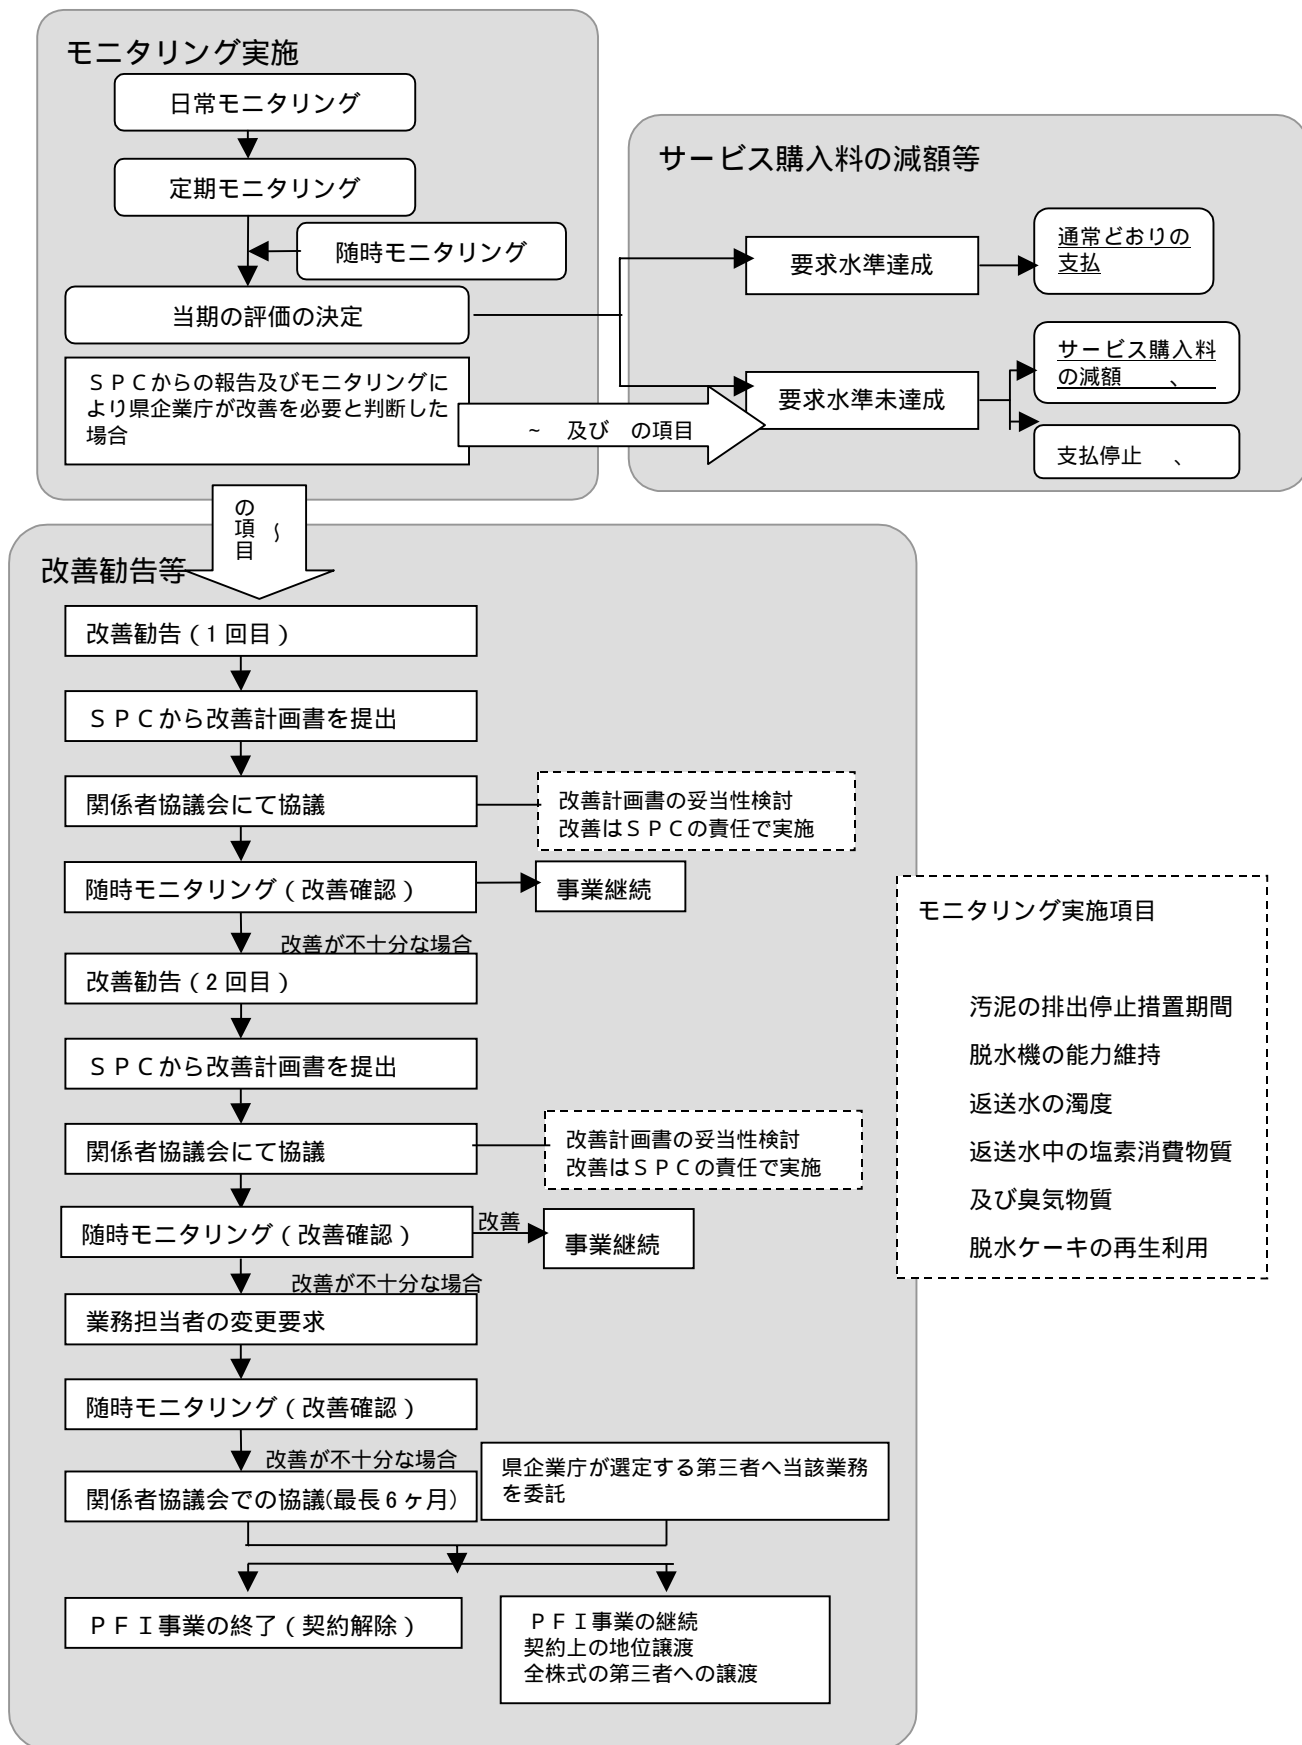 モニタリング実施
日常モニタリング
定期モニタリング
随時モニタリング
当期の評価の決定
ＳＰＣからの報告及びモニタリングに
より県企業庁が改善を必要と判断した
場合
~　及び　の項目
サービス購入料の減額等
要求水準達成
通常どおりの
支払
要求水準未達成
サービス購入料
の減額　、
支払停止　、
～
の項目
改善勧告等
改善勧告（1回目）
ＳＰＣから改善計画書を提出
関係者協議会にて協議
改善計画書の妥当性検討
改善はＳＰＣの責任で実施
随時モニタリング（改善確認）
事業継続
改善が不十分な場合
改善勧告（2回目）
ＳＰＣから改善計画書を提出
関係者協議会にて協議
改善計画書の妥当性検討
改善はＳＰＣの責任で実施
随時モニタリング（改善確認）
改善
事業継続
改善が不十分な場合
業務担当者の変更要求
随時モニタリング（改善確認）
改善が不十分な場合
関係者協議会での協議(最長6ヶ月)
県企業庁が選定する第三者へ当該業務
を委託
ＰＦＩ事業の終了（契約解除）
ＰＦＩ事業の継続
契約上の地位譲渡
全株式の第三者への譲渡
モニタリング実施項目
汚泥の排出停止措置期間
脱水機の能力維持
返送水の濁度
返送水中の塩素消費物質
及び臭気物質
脱水ケーキの再生利用